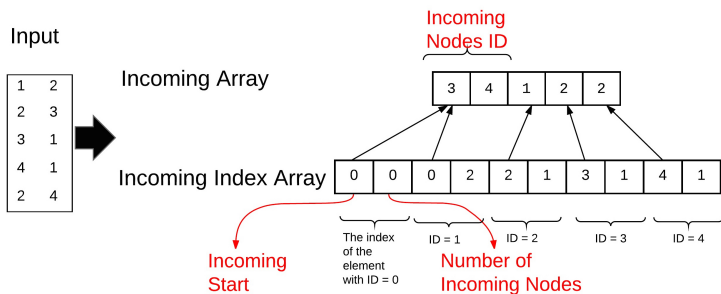 Input
1 2
2 3
3 1
4 1
2 4
Incoming
Nodes ID
Incoming Array
3 4 1 2 2
Incoming Index Array
0 0 0 2 2 1 3 1 4 1
The index
of the
element
with ID = 0
ID = 1
ID = 2
ID = 3
ID = 4
Incoming
Start
Number of
Incoming Nodes